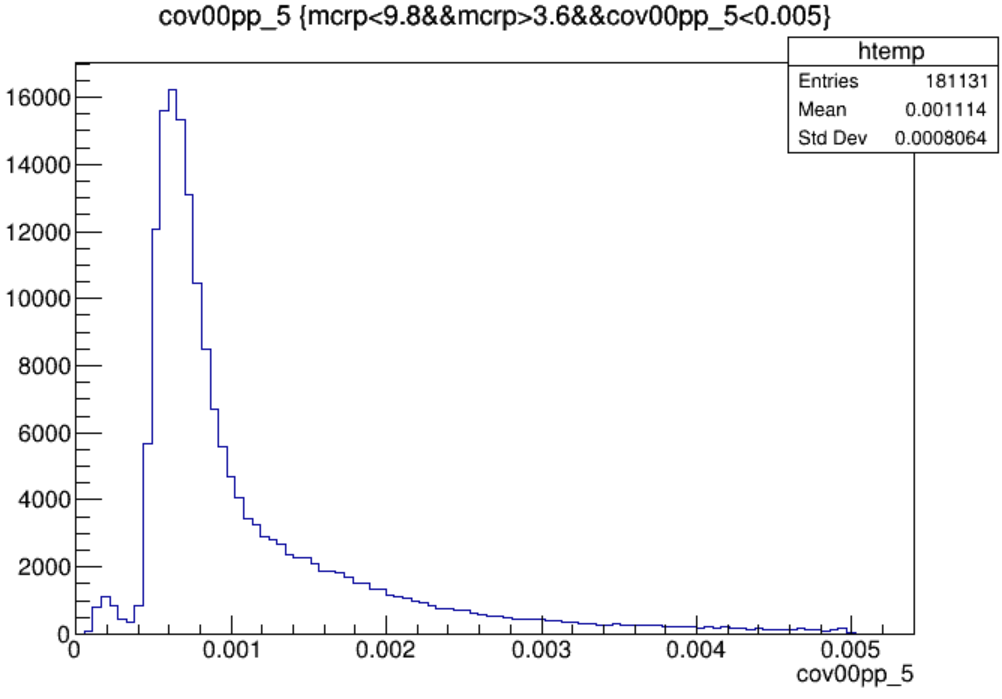 cov00pp_5 {mcrp<9.8&&mcrp>3.6&&cov00pp_5<0.005}
htemp
Entries 181131
Mean 0.001114
Std Dev 0.0008064
16000
14000
12000
10000
8000
6000
4000
2000
0
0 0.001 0.002 0.003 0.004 0.005
cov00pp_5